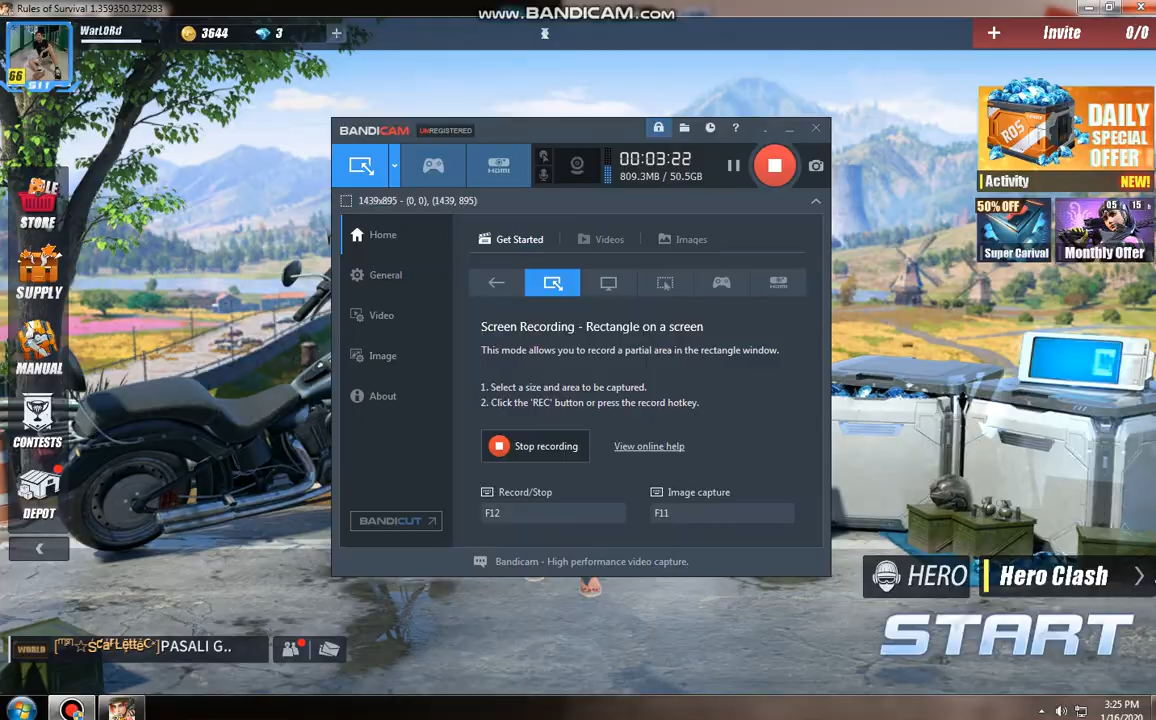 Rules of Survival 1.359350.372983
www.BANDICAM.com
WarLORd
3644
3
Invite
0/0
66
DAILY
SPECIAL
OFFER
ROS
Activity
NEW!
50% OFF
Super Carival
Monthly Offer
STORE
SUPPLY
MANUAL
CONTESTS
DEPOT
BANDICAM
UNREGISTERED
?
HDMI
00:03:22
809.3MB / 50.5GB
1439x895 - (0, 0), (1439, 895)
Home
General
Video
Image
About
BANDICUT
Get Started
Videos
Images
HDMI
Screen Recording - Rectangle on a screen
This mode allows you to record a partial area in the rectangle window.
1. Select a size and area to be captured.
2. Click the 'REC' button or press the record hotkey.
Stop recording
View online help
Record/Stop
Image capture
F12
F11
Bandicam - High performance video capture.
HERO
Hero Clash
START
WORLD
PASALI G..
3:25 PM
1/16/2020